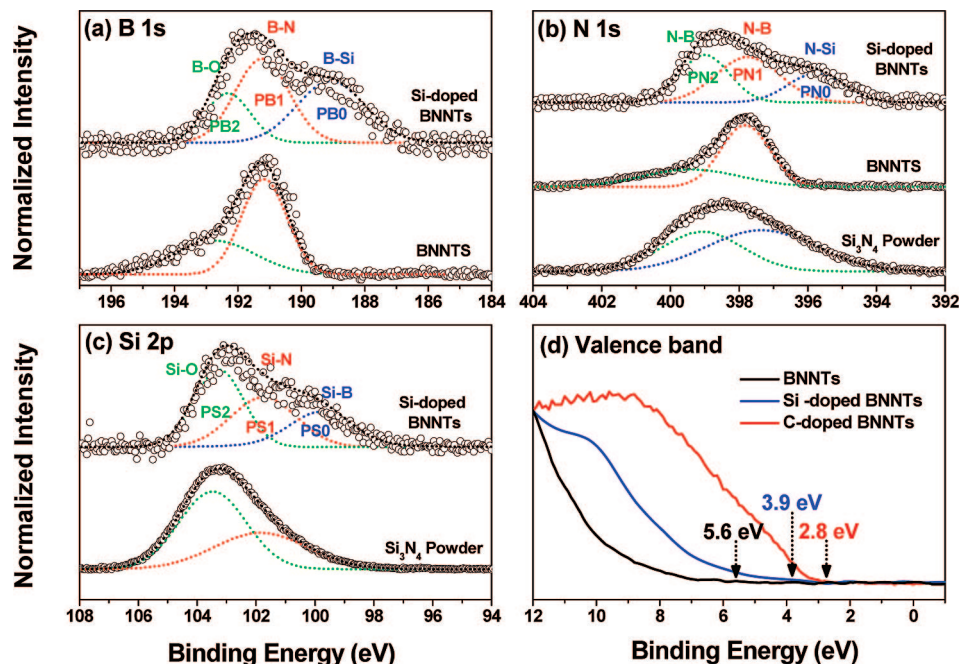 (a) B 1s
B-N
B-O
B-Si
PB1
PB2
PB0
Si-doped
BNNTs
BNNTS
196 194 192 190 188 186 184
Normalized Intensity
(b) N 1s
N-B
N-B
N-Si
PN2
PN1
PN0
Si-doped
BNNTs
BNNTS
Si3N4 Powder
404 402 400 398 396 394 392
(c) Si 2p
Si-O
Si-N
Si-B
PS2
PS1
PS0
Si-doped
BNNTs
Si3N4 Powder
108 106 104 102 100 98 96 94
Normalized Intensity
Binding Energy (eV)
(d) Valence band
BNNTs
Si -doped BNNTs
C-doped BNNTs
3.9 eV
5.6 eV
2.8 eV
12 10 8 6 4 2 0
Binding Energy (eV)